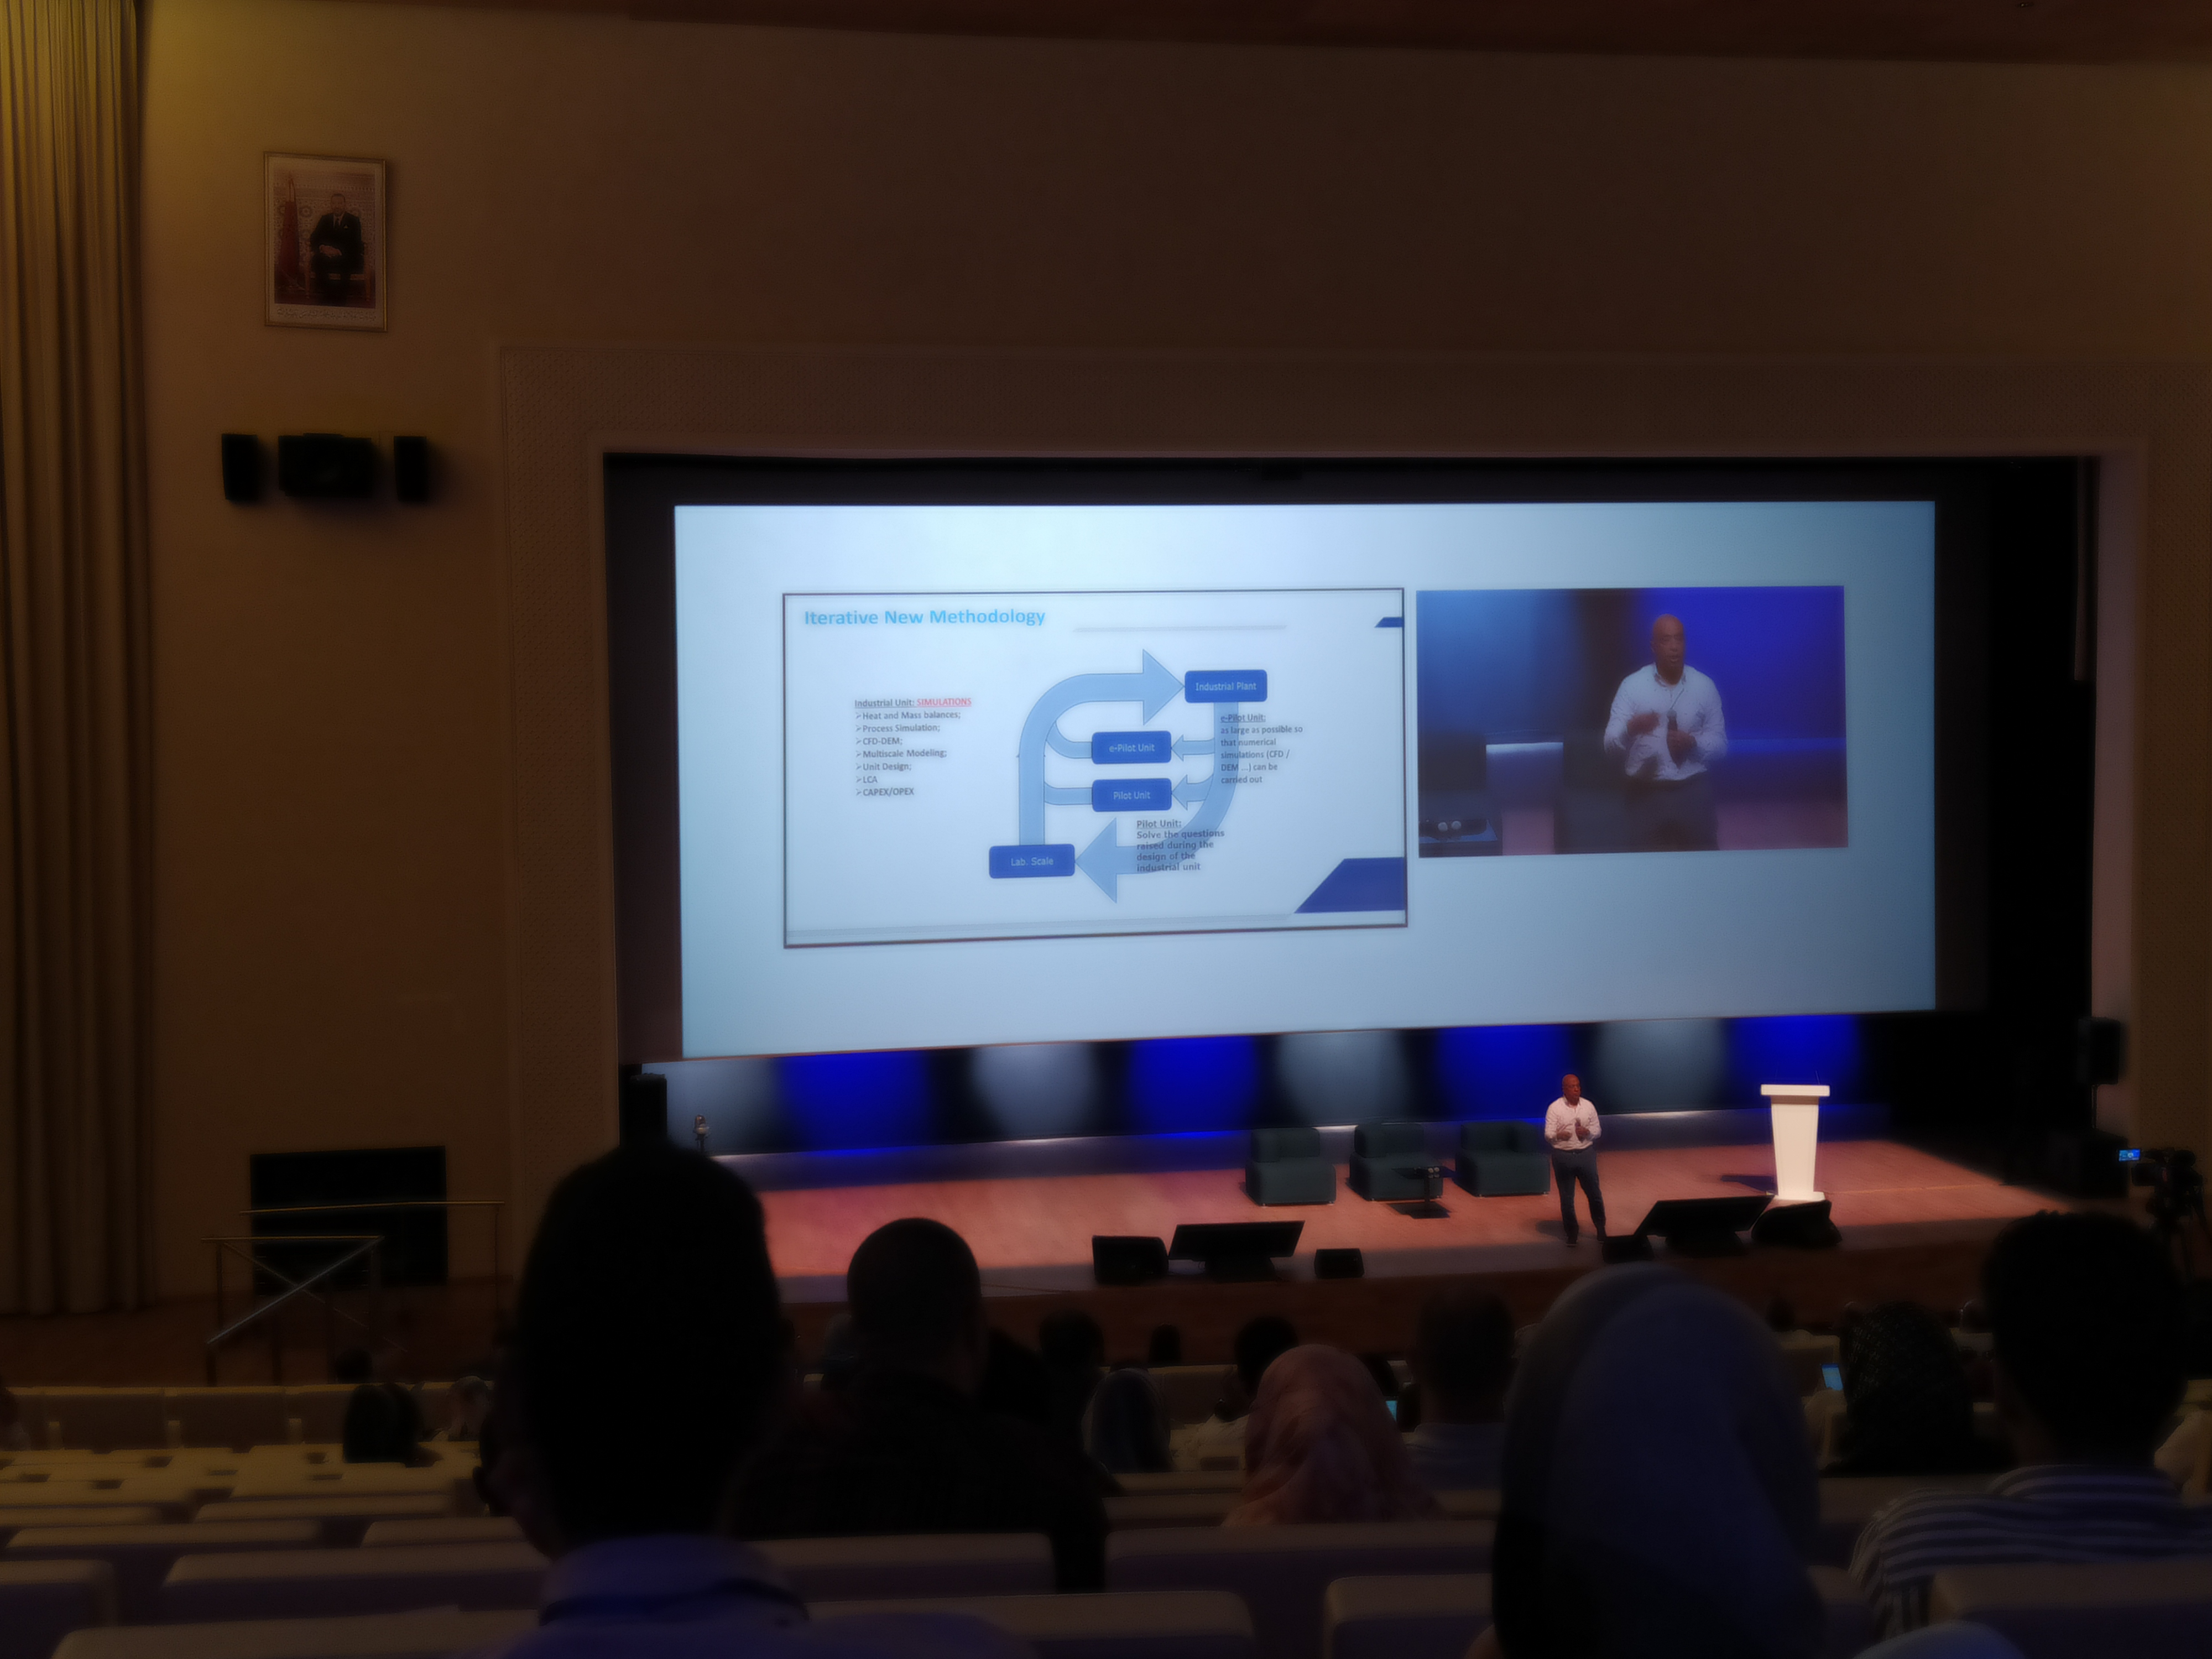 Iterative New Methodology
Industrial Unit: SIMULATIONS
➢Heat and Mass balances;
➢Process Simulation;
➢CFD-DEM;
➢Multiscale Modeling;
➢Unit Design;
➢LCA
➢CAPEX/OPEX
Industrial Plant
e-Pilot Unit:
as large as possible so
that numerical
simulations (CFD /
DEM ...) can be
carried out
e-Pilot Unit
Pilot Unit
Pilot Unit:
Solve the questions
raised during the
design of the
industrial unit
Lab. Scale